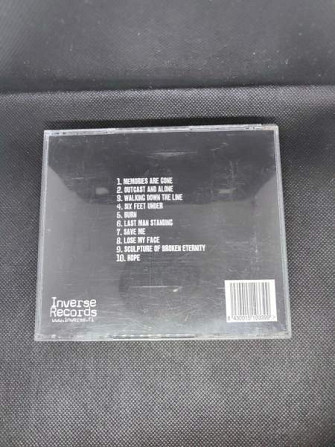 1. MEMORIES ARE GONE
2. OUTCAST AND ALONE
3. WALKING DOWN THE LINE
4. SIX FEET UNDER
5. BURN
6. LAST MAN STANDING
7. SAVE ME
8. LOSE MY FACE
9. SCULPTURE OF BROKEN ETERNITY
10. HOPE
Inverse
Records